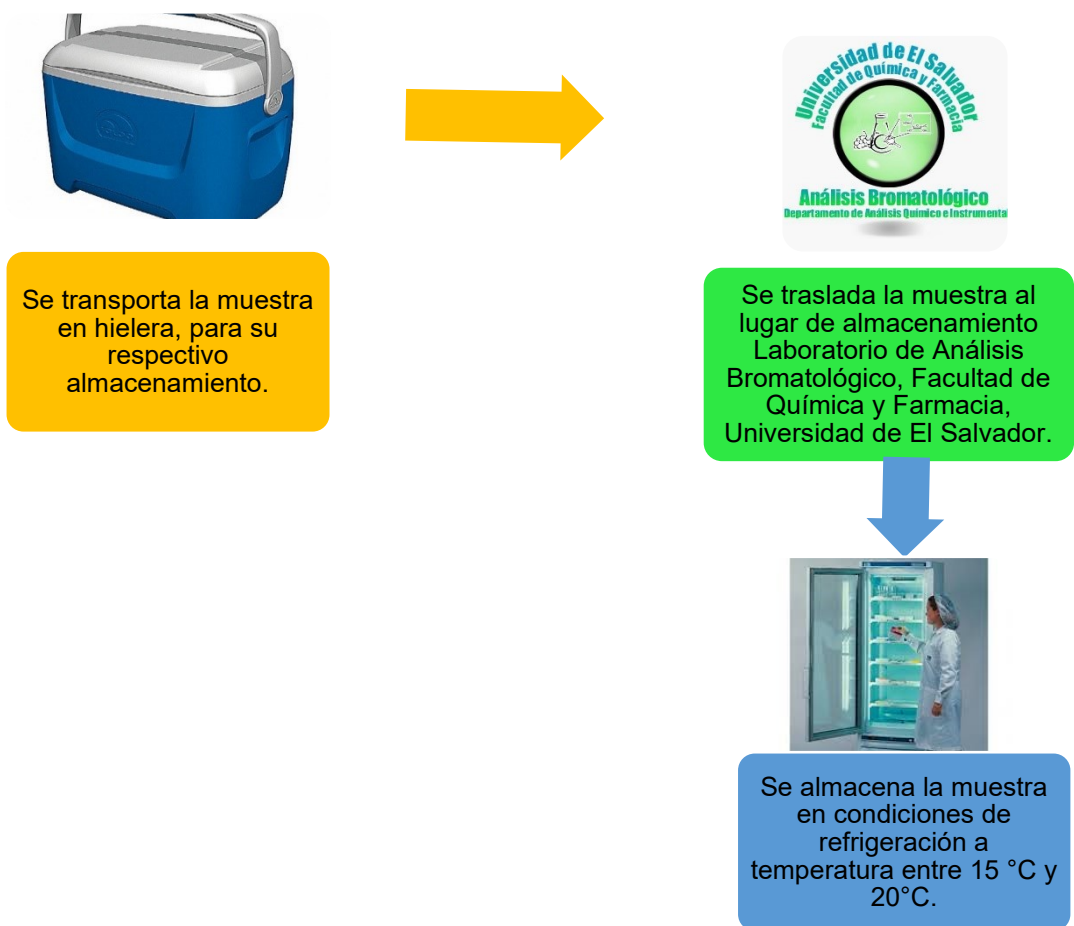 Se transporta la muestra
en hielera, para su
respectivo
almacenamiento.
Universidad de El Salvador
Facultad de Química y Farmacia
Análisis Bromatológico
Departamento de Análisis Químico e Instrumental
Se traslada la muestra al
lugar de almacenamiento
Laboratorio de Análisis
Bromatológico, Facultad de
Química y Farmacia,
Universidad de El Salvador.
Se almacena la muestra
en condiciones de
refrigeración a
temperatura entre 15 °C y
20°C.